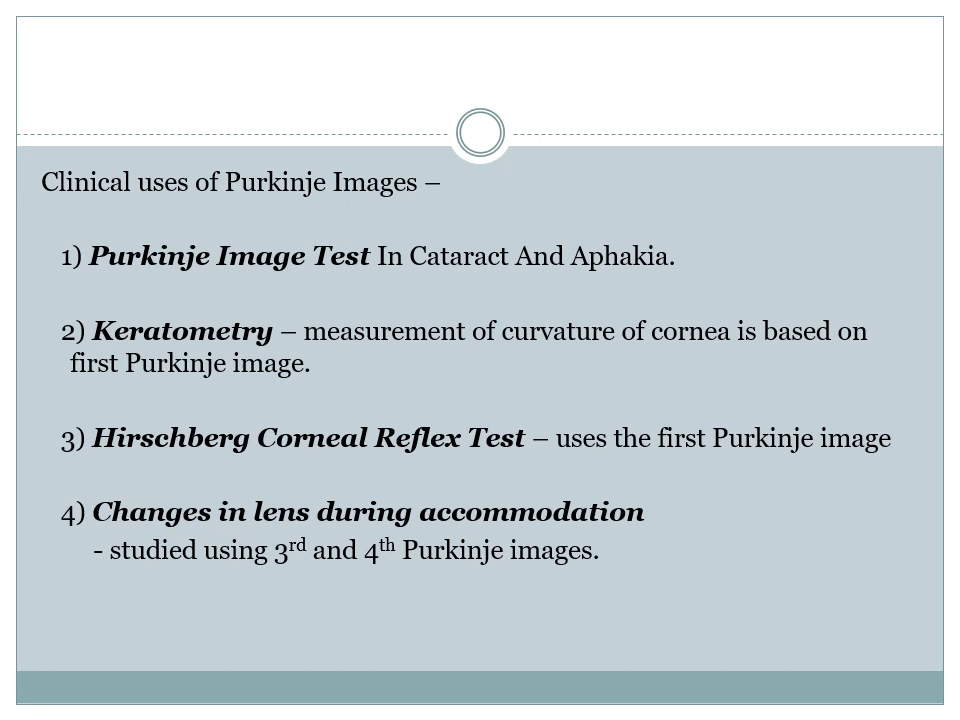 Clinical uses of Purkinje Images –
1) Purkinje Image Test In Cataract And Aphakia.
2) Keratometry – measurement of curvature of cornea is based on
first Purkinje image.
3) Hirschberg Corneal Reflex Test – uses the first Purkinje image
4) Changes in lens during accommodation
- studied using 3rd and 4th Purkinje images.